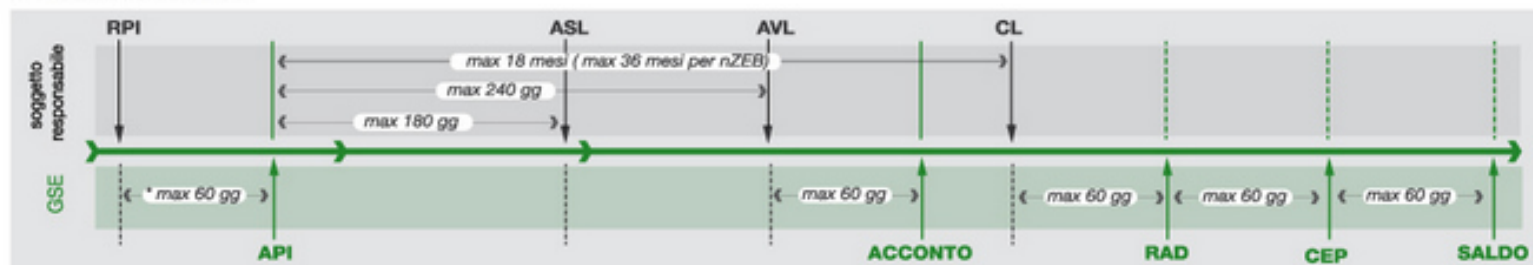 RPI ASL AVL CL
max 18 mesi ( max 36 mesi per nZEB)
max 240 gg
max 180 gg
soggetto
responsabile
GSE
* max 60 gg max 60 gg max 60 gg max 60 gg max 60 gg
API ACCONTO RAD CEP SALDO